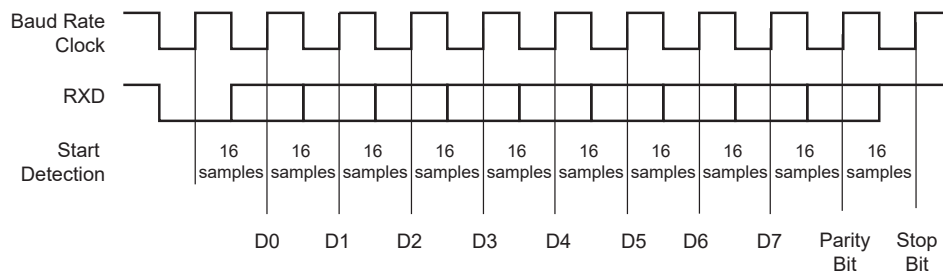 Baud Rate
Clock
RXD
Start
Detection
16 16 16 16 16 16 16 16 16 16
samples samples samples samples samples samples samples samples samples samples
D0 D1 D2 D3 D4 D5 D6 D7 Parity Stop
Bit Bit